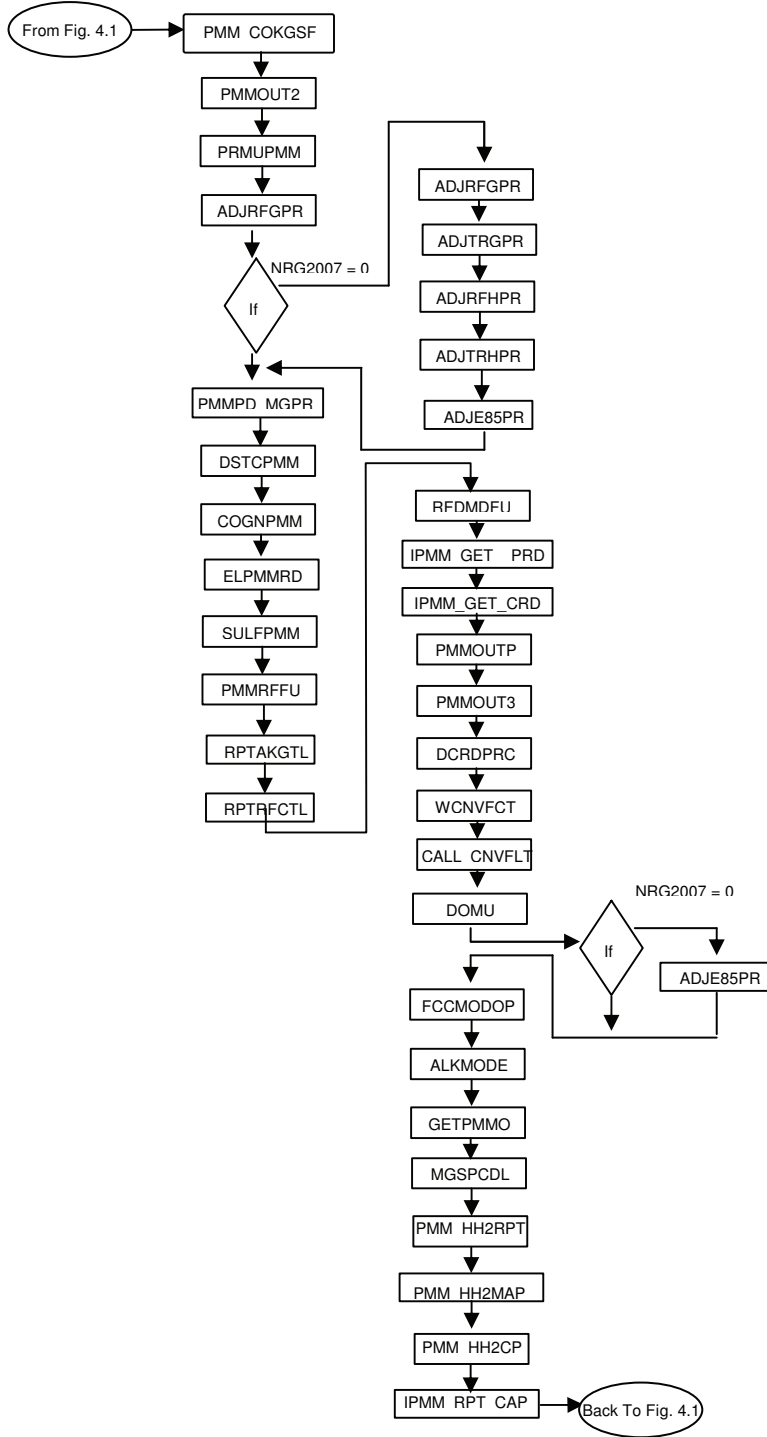 From Fig. 4.1
PMM COKGSF
PMMOUT2
PRMUPMM
ADJRFGPR
NRG2007 = 0
If
ADJRFGPR
ADJTRGPR
ADJRFHPR
ADJTRHPR
ADJE85PR
PMMPD MGPR
DSTCPMM
COGNPMM
ELPMMRD
SULFPMM
PMMRFFU
RPTAKGTL
RPTRFCTL
RFDMDFU
IPMM GET PRD
IPMM_GET_CRD
PMMOUTP
PMMOUT3
DCRDPRC
WCNVFCT
CALL CNVFLT
DOMU
NRG2007 = 0
If
ADJE85PR
FCCMODOP
ALKMODE
GETPMMO
MGSPCDL
PMM HH2RPT
PMM HH2MAP
PMM HH2CP
IPMM RPT CAP
Back To Fig. 4.1